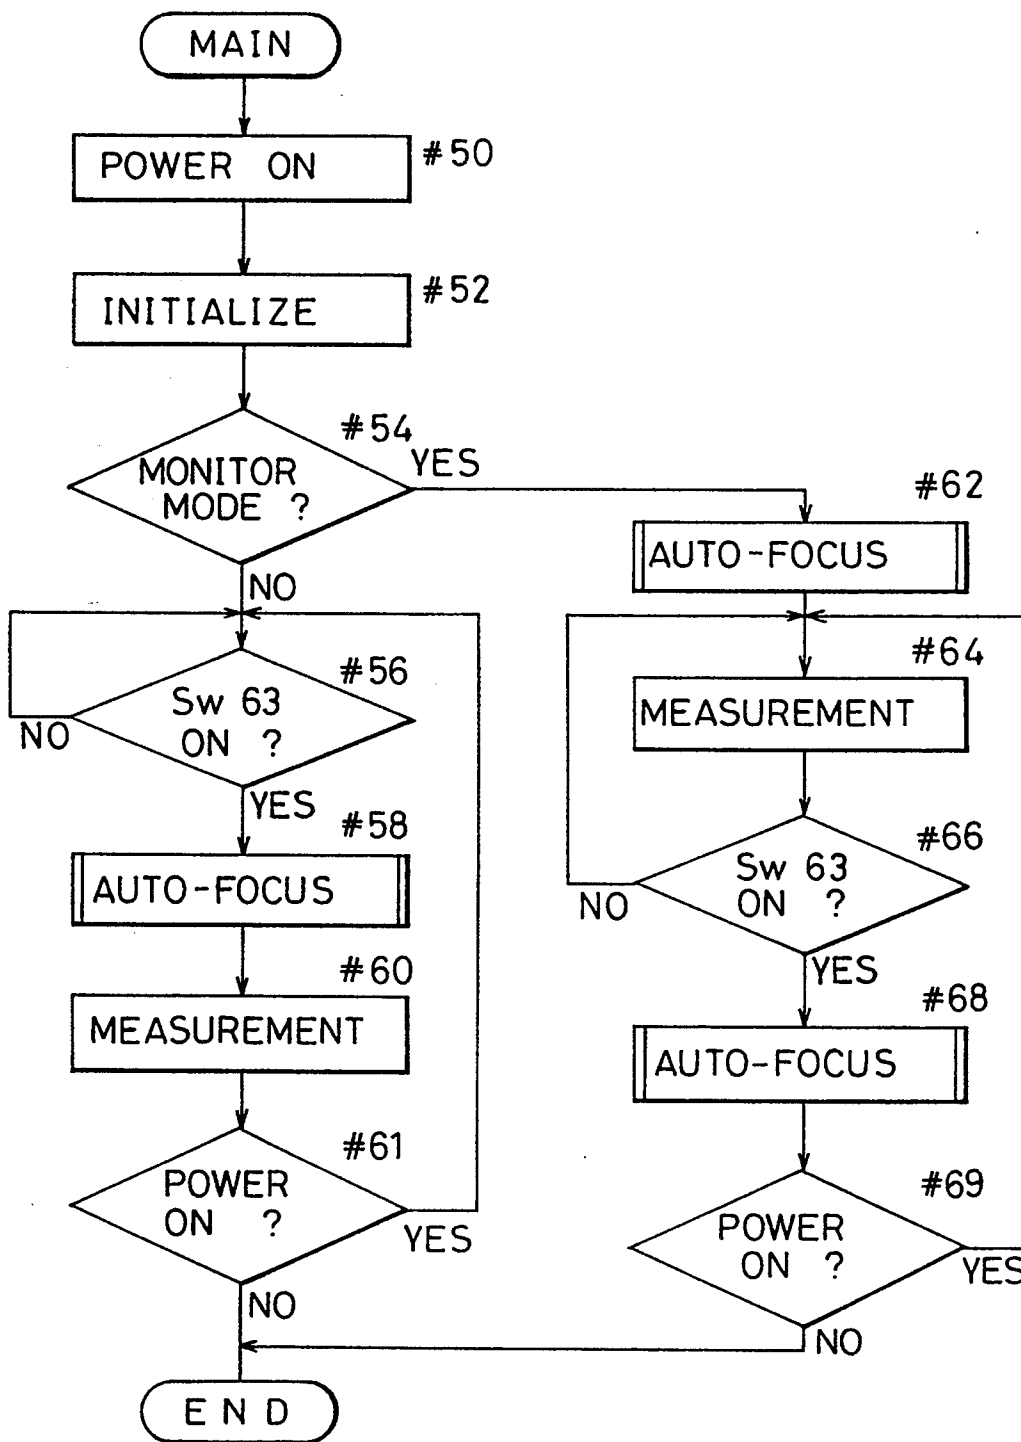 MAIN
POWER ON
#50
INITIALIZE
#52
#54
MONITOR
MODE ?
YES
NO
#56
Sw 63
ON ?
NO
YES
#58
AUTO-FOCUS
#60
MEASUREMENT
#61
POWER
ON ?
YES
NO
#62
AUTO-FOCUS
#64
MEASUREMENT
#66
Sw 63
ON ?
NO
YES
#68
AUTO-FOCUS
#69
POWER
ON ?
YES
NO
END